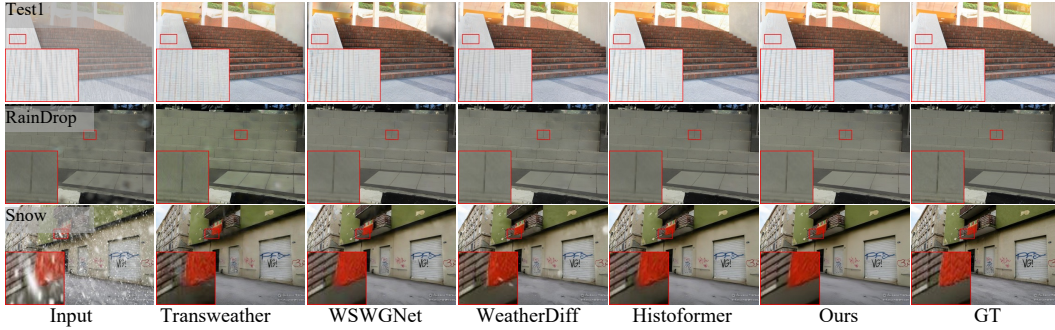 Test1
RainDrop
Snow
Input Transweather WSWGNet WeatherDiff Histoformer Ours GT